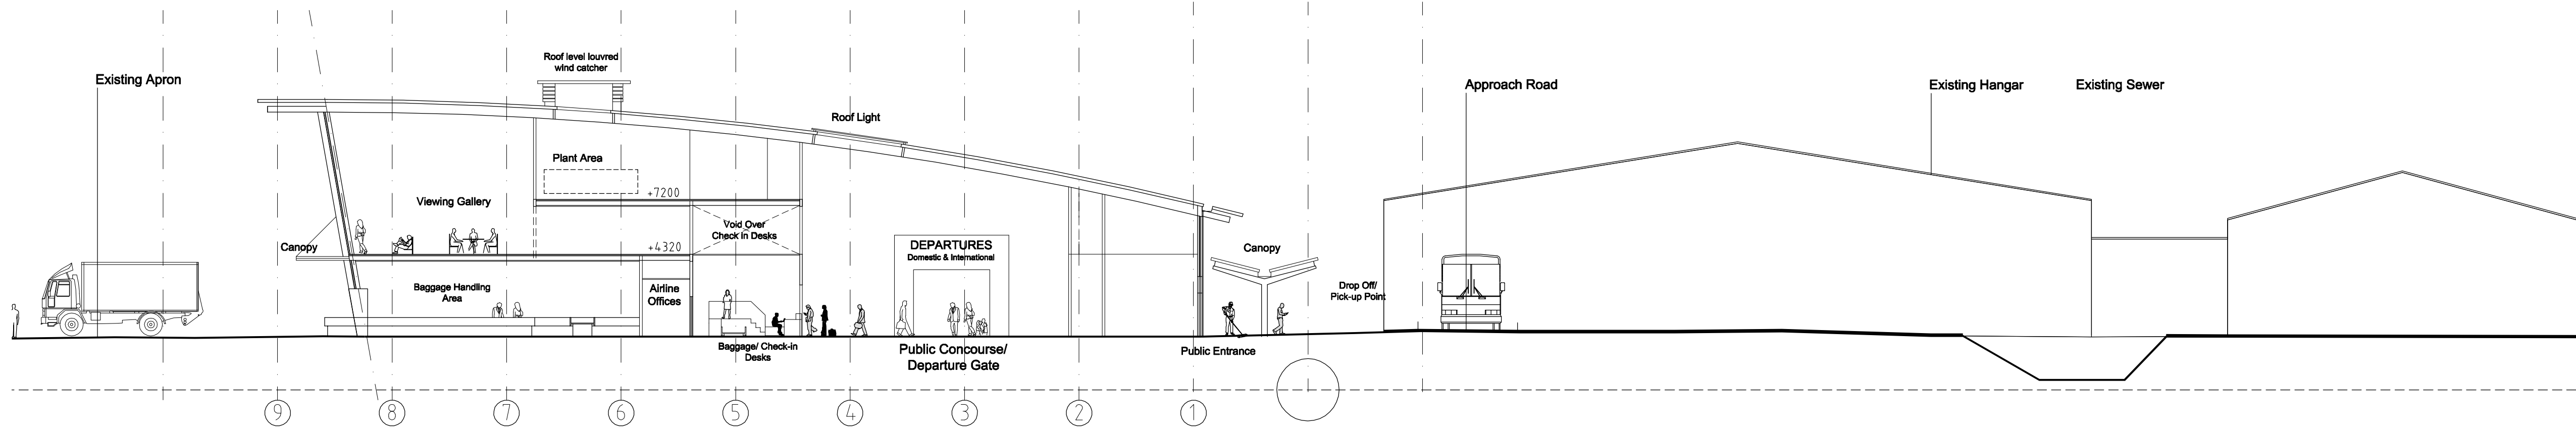 Existing Apron
Roof level louvred
wind catcher
Roof Light
Approach Road
Existing Hangar
Existing Sewer
Plant Area
+7200
Viewing Gallery
Void Over
Check In Desks
+4320
Canopy
DEPARTURES
Domestic & International
Canopy
Baggage Handling
Area
Airline
Offices
Drop Off/
Pick-up Point
Baggage/ Check-in
Desks
Public Concourse/
Departure Gate
Public Entrance
9
8
7
6
5
4
3
2
1